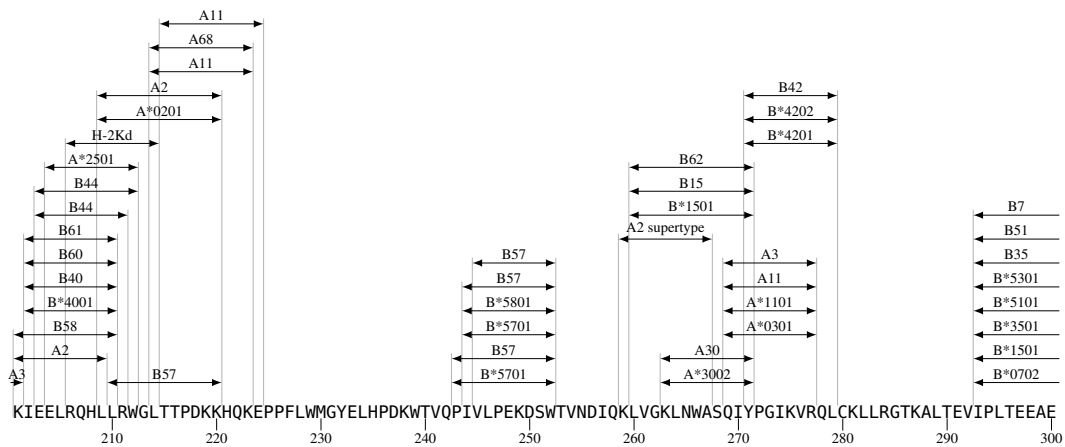 A11
A68
A11
A2 B42
A*0201 B*4202
H-2Kd B*4201
A*2501 B62
B44 B15
B44 B*1501 B7
B61 A2 supertype B51
B60 B57 A3 B35
B40 B57 A11 B*5301
B*4001 B*5801 A*1101 B*5101
B58 B*5701 A*0301 B*3501
A2 B57 A30 B*1501
A3 B57 B*5701 A*3002 B*0702
KIEELRQHLLRWGLTTPDKKHQKEPPFLWMGYELHPDKWTVQPIVLPEKDSWTVNDIQKLVGKLNWASQIYPGIKVRQLCKLLRGTKALTEVIPLTEEAE
210 220 230 240 250 260 270 280 290 300